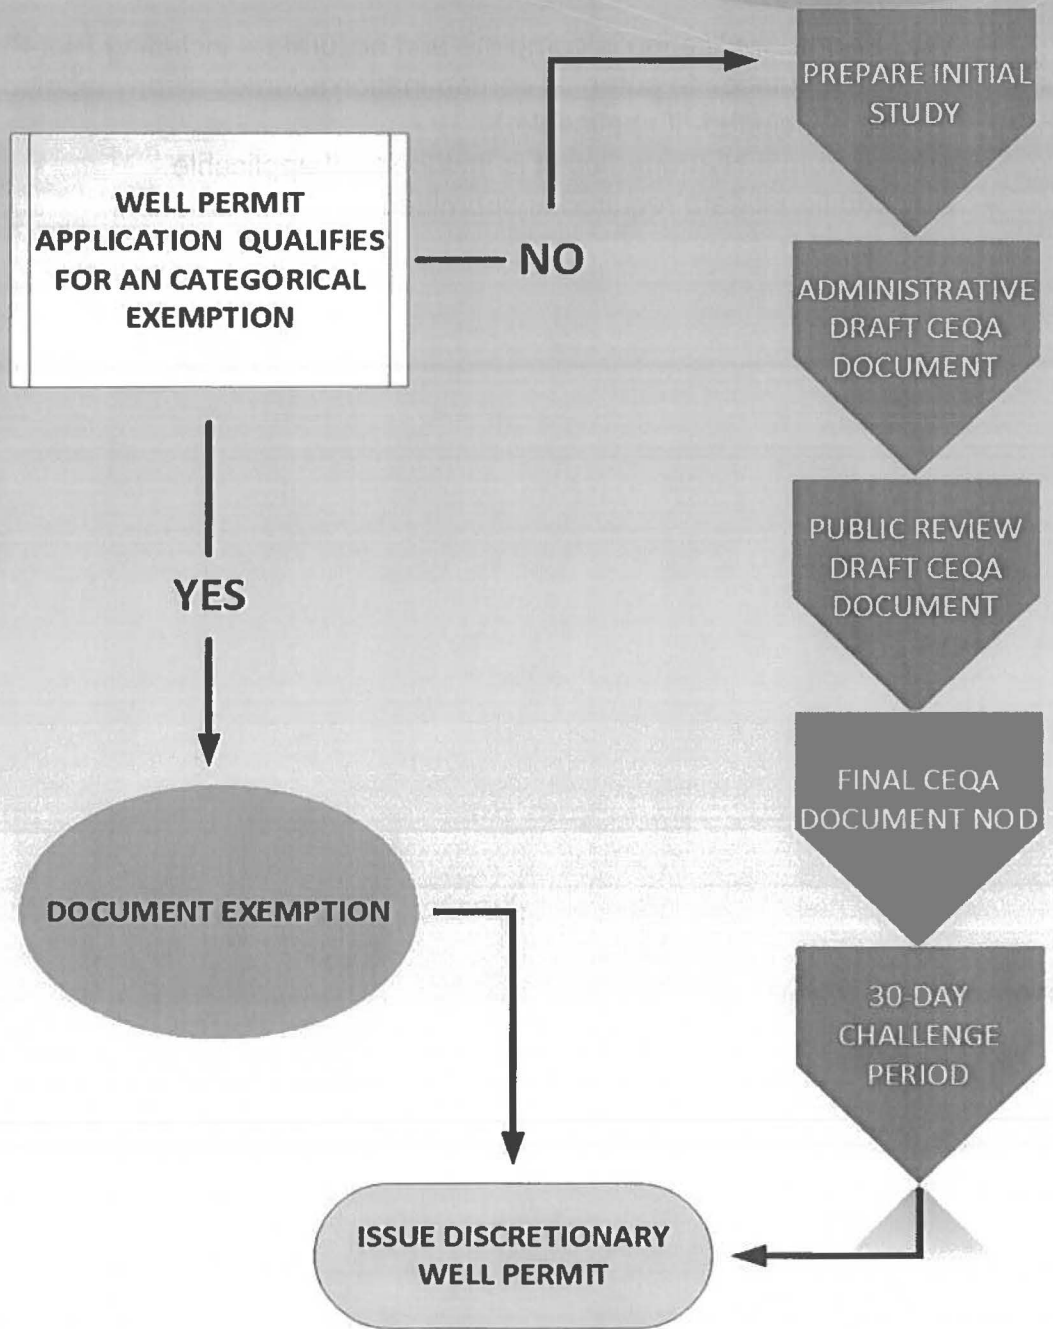 PREPARE INITIAL
STUDY
WELL PERMIT
APPLICATION QUALIFIES
FOR AN CATEGORICAL
EXEMPTION
NO
ADMINISTRATIVE
DRAFT CEQA
DOCUMENT
PUBLIC REVIEW
DRAFT CEQA
DOCUMENT
YES
FINAL CEQA
DOCUMENT NOD
DOCUMENT EXEMPTION
30-DAY
CHALLENGE
PERIOD
ISSUE DISCRETIONARY
WELL PERMIT